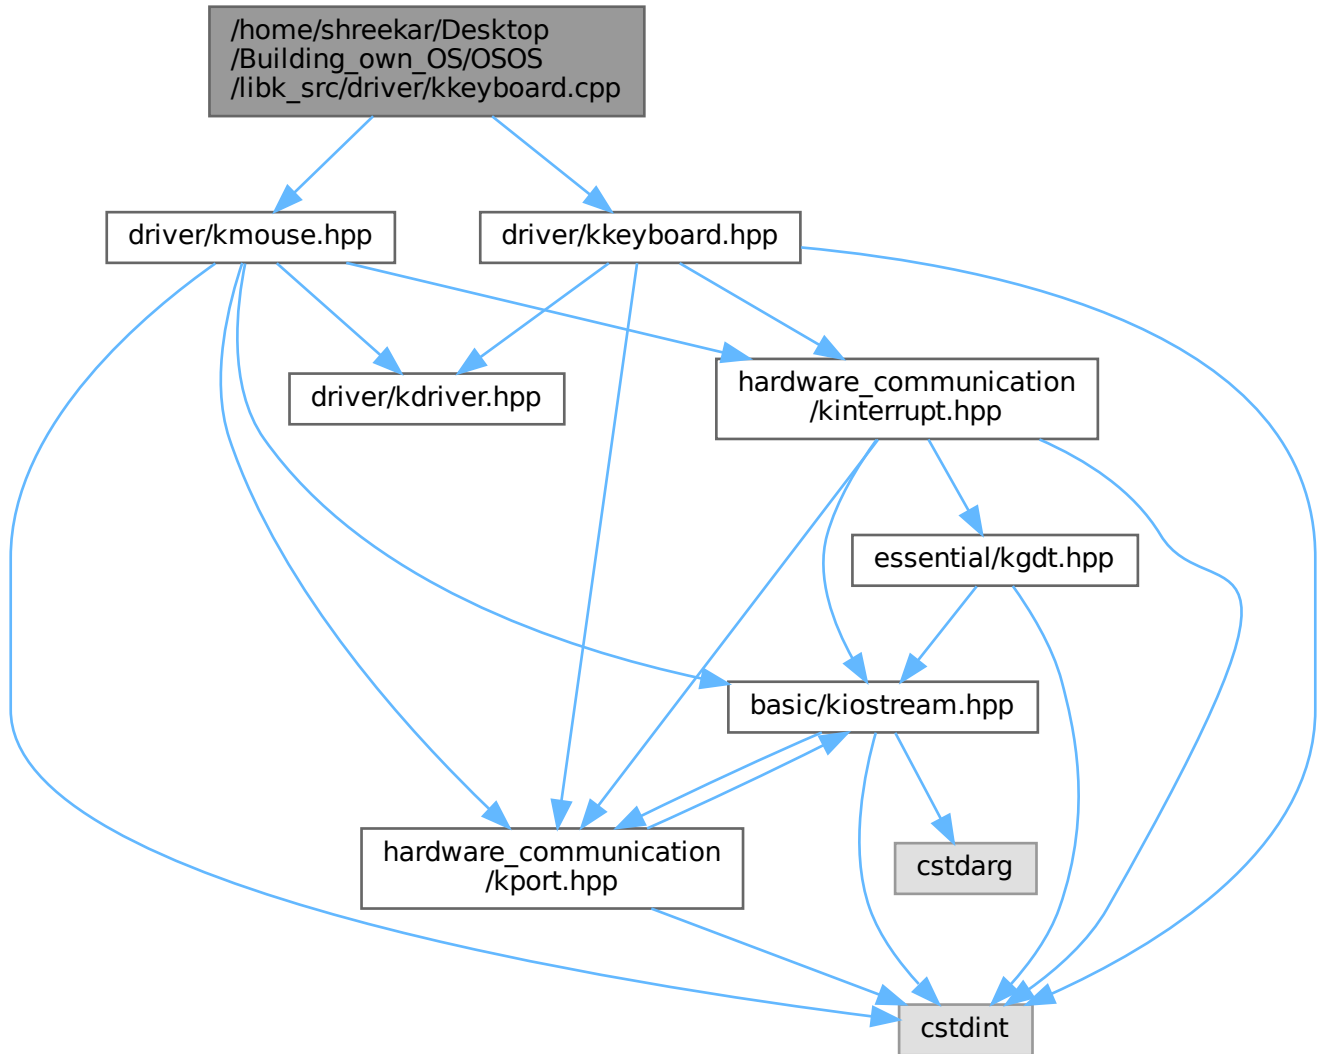 /home/shreekar/Desktop
/Building_own_OS/OSOS
/libk_src/driver/kkeyboard.cpp
driver/kmouse.hpp
driver/kkeyboard.hpp
driver/kdriver.hpp
hardware_communication
/kinterrupt.hpp
essential/kgdt.hpp
basic/kiostream.hpp
hardware_communication
/kport.hpp
cstdarg
cstdint